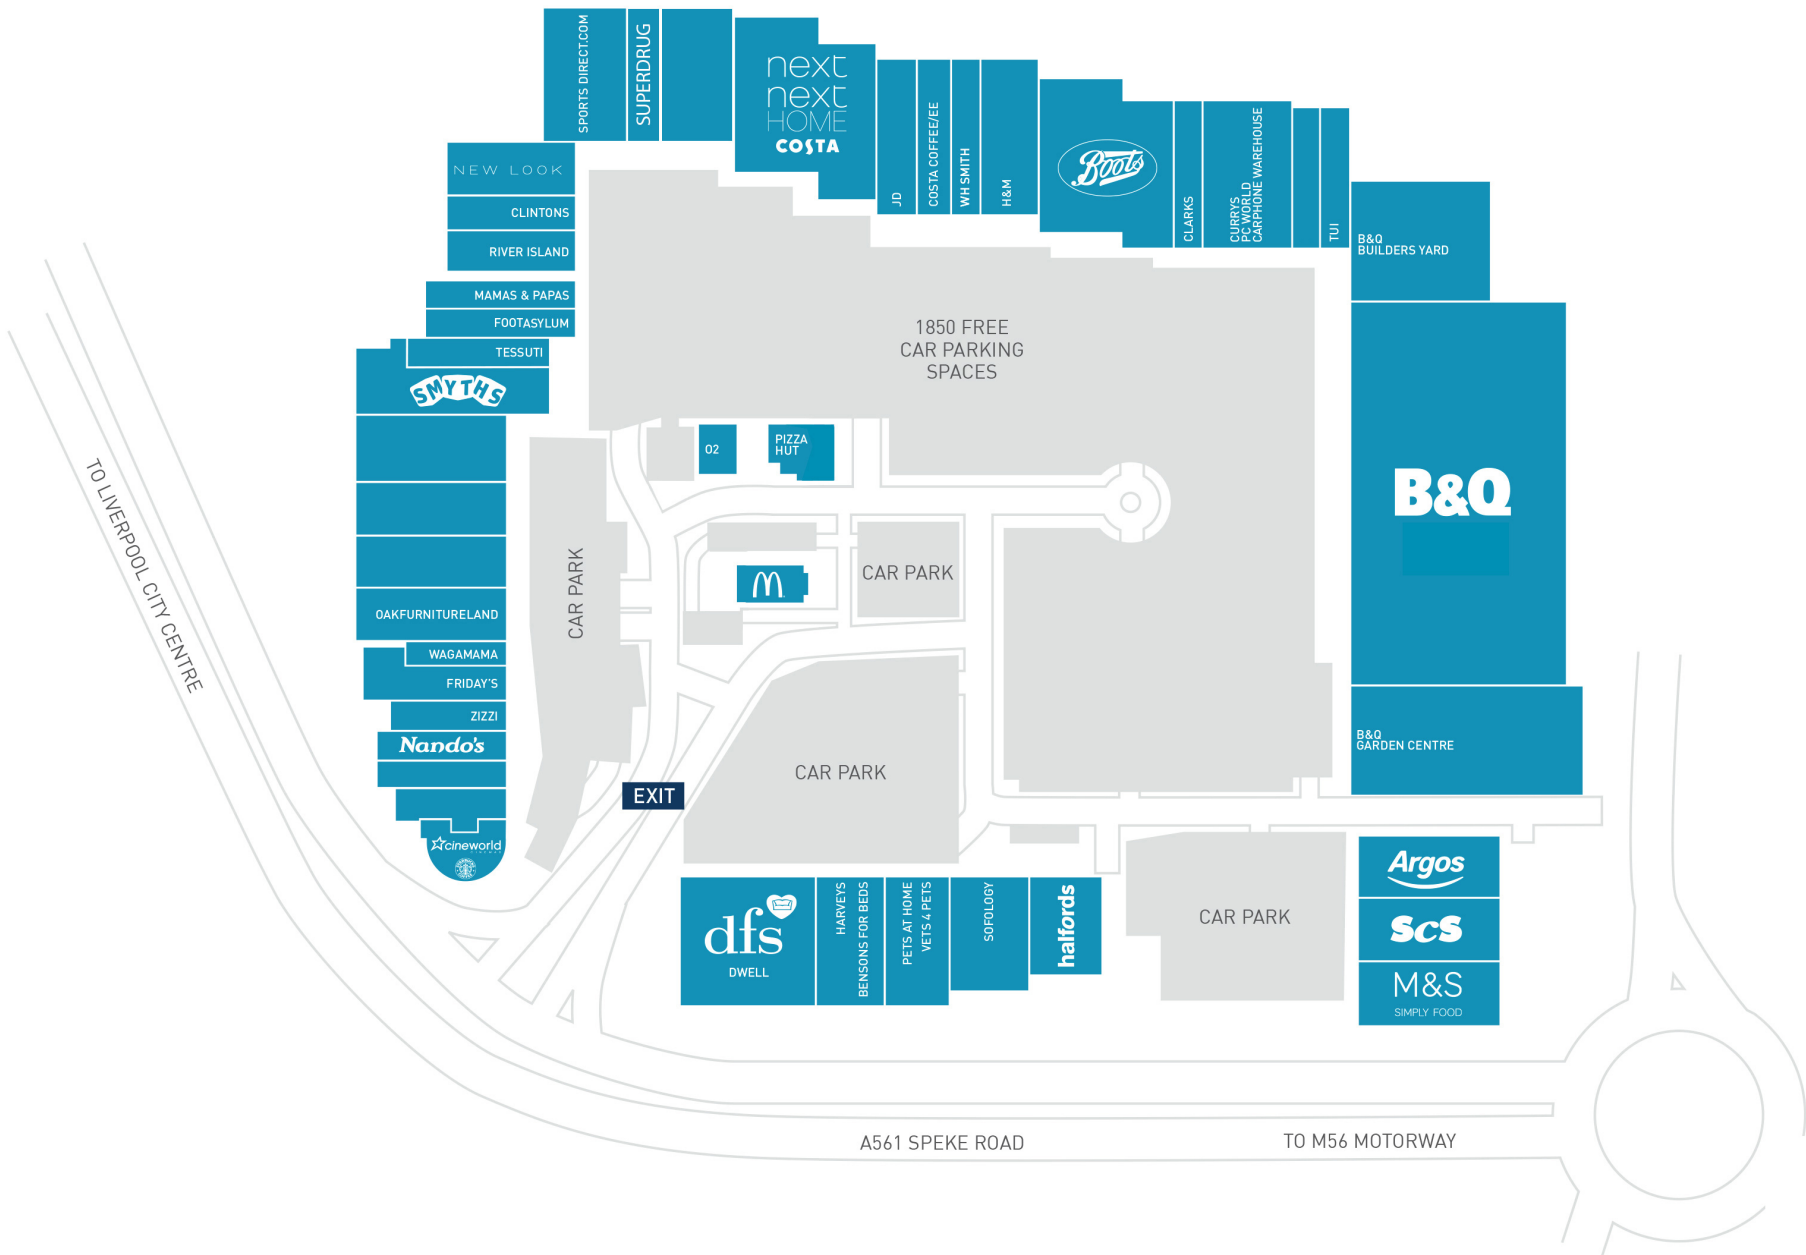 SPORTS DIRECT.COM
SUPERDRUG
next
next
HOME
COSTA
JD
COSTA COFFEE/EE
WH SMITH
H&M
Boots
CLARKS
CURRYS
PC WORLD
CARPHONE WAREHOUSE
TUI
B&Q
BUILDERS YARD
NEW LOOK
CLINTONS
RIVER ISLAND
MAMAS & PAPAS
FOOTASYLUM
TESSUTI
SMYTHS
1850 FREE
CAR PARKING
SPACES
O2
PIZZA
HUT
B&Q
TO LIVERPOOL CITY CENTRE
CAR PARK
CAR PARK
M
OAKFURNITURELAND
WAGAMAMA
FRIDAY'S
ZIZZI
Nando's
B&Q
GARDEN CENTRE
CAR PARK
EXIT
cineworld
Argos
ScS
M&S
SIMPLY FOOD
dfs
DWELL
HARVEYS
BENSONS FOR BEDS
PETS AT HOME
VETS 4 PETS
SOFOLOGY
halfords
CAR PARK
A561 SPEKE ROAD
TO M56 MOTORWAY